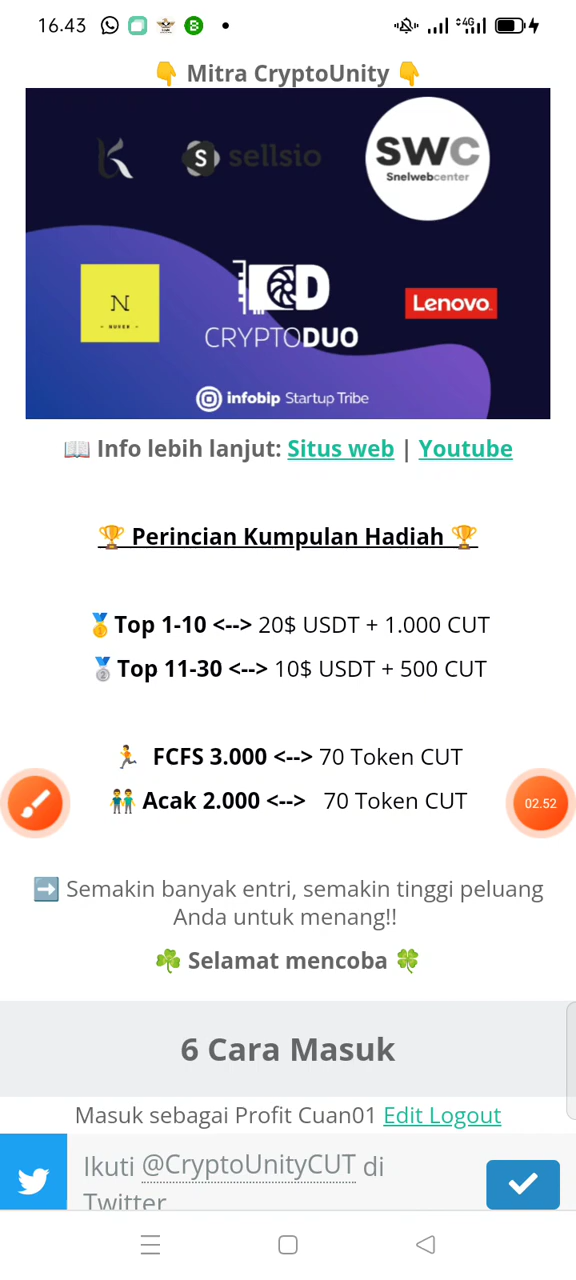 16.43
4G
👇 Mitra CryptoUnity 👇
S sellsio
SWC
Snelwebcenter
N
- NUVER -
CD
CRYPTODUO
Lenovo
infobip Startup Tribe
📖 Info lebih lanjut: Situs web | Youtube
🏆 Perincian Kumpulan Hadiah 🏆
🥇Top 1-10 <--> 20$ USDT + 1.000 CUT
🥈Top 11-30 <--> 10$ USDT + 500 CUT
🏃 FCFS 3.000 <--> 70 Token CUT
👬 Acak 2.000 <--> 70 Token CUT
02.52
➡️ Semakin banyak entri, semakin tinggi peluang
Anda untuk menang!!
☘️ Selamat mencoba 🍀
6 Cara Masuk
Masuk sebagai Profit Cuan01 Edit Logout
Ikuti @CryptoUnityCUT di
Twitter